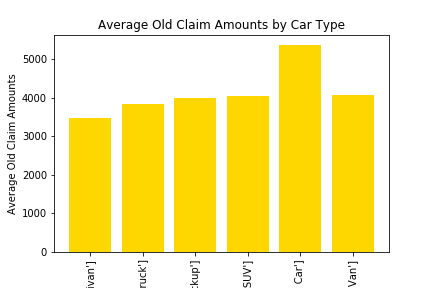 Average Old Claim Amounts by Car Type
Average Old Claim Amounts
5000
4000
3000
2000
1000
0
ivan']
ruck']
kup']
SUV']
Car']
Van']